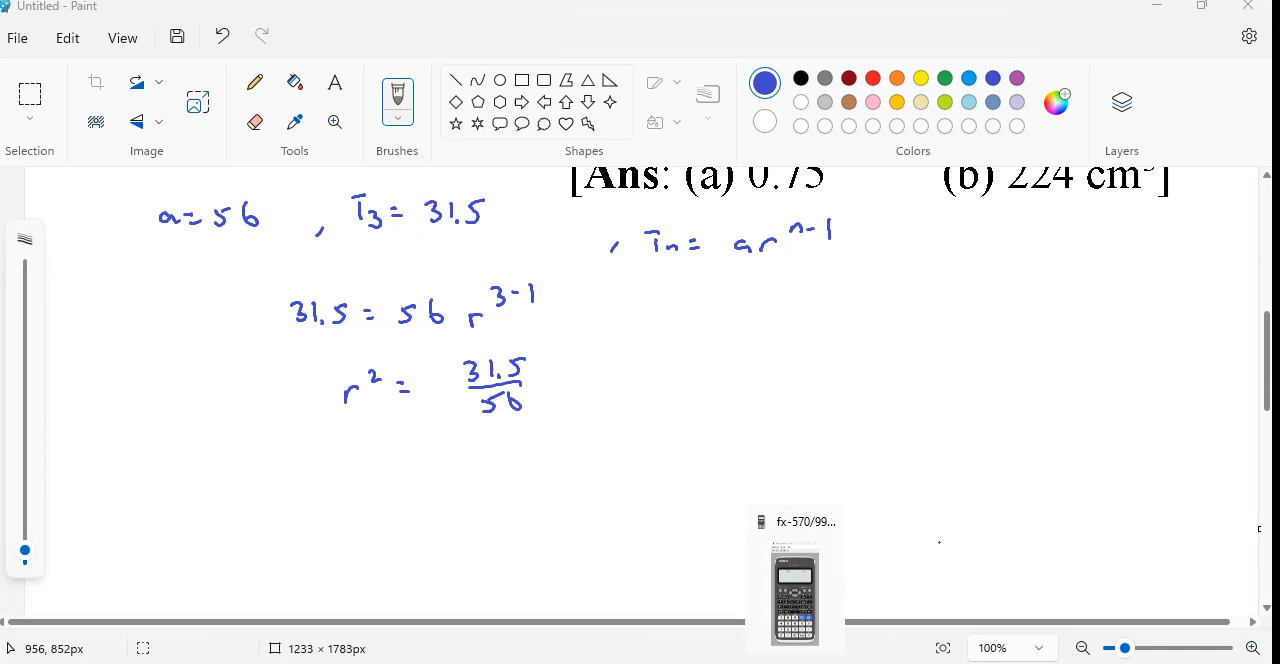 Untitled - Paint
File Edit View
Selection Image Tools Brushes Shapes Colors Layers
[Ans: (a) 0.75 (b) 224 cm³]
a = 56 , T₃ = 31.5 , Tₙ = arⁿ⁻¹
31.5 = 56 r³⁻¹
r² = 31.5/56
fx-570/99...
956, 852px 1233 × 1783px 100%